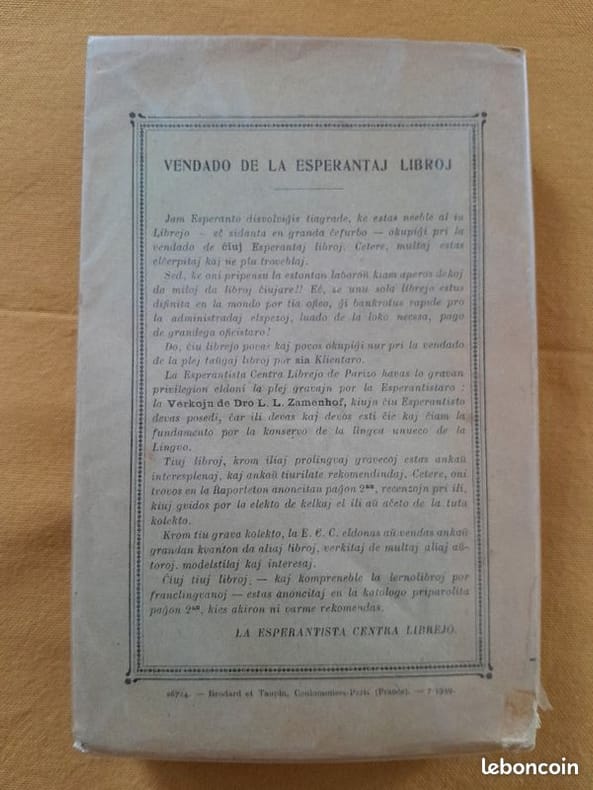 VENDADO DE LA ESPERANTAJ LIBROJ
Jam Esperanto disvolviĝis tiagrade, ke estas neeble al iu
Librejo — eĉ sidanta en granda ĉefurbo — okupiĝi pri la
vendado de ĉiuj Esperantaj libroj. Cetere, multaj estas
elĉerpitaj kaj ne plu troveblaj.
Sed, ke oni pripensu la estontan laboron kiam aperos dekoj
da miloj da libroj ĉiujare!! Eĉ, se unu sola librejo estus
difinita en la mondo por tia ofico, ĝi bankrotus rapide pro
la administradaj elspezoj, luado de la loko necesa, pago
de grandega oficistaro!
Do, ĉiu librejo povas kaj povos okupiĝi nur pri la vendado
de la plej taŭgaj libroj por sia Klientaro.
La Esperantista Centra Librejo de Parizo havas lo gravan
privilegion eldoni la plej gravajn por la Esperantistaro :
la Verkojn de Dro L. L. Zamenhof, kiujn ĉiu Esperantisto
devas posedi, ĉar ili devas kaj devos esti ĉie kaj ĉiam la
fundamento por la konservo de la lingva unueco de la
Lingvo.
Tiuj libroj, krom iliaj prolingvaj gravecoj estas ankaŭ
interesplenaj, kaj ankaŭ tiurilate rekomendindaj. Cetere, oni
trovos en la Raporteton anoncitan paĝon 2an, recenzojn pri ili,
kiuj gvidos por la elekto de kelkaj el ili aŭ aĉeto de la tuta
kolekto.
Krom tiu grava kolekto, la E. C. C. eldonas aŭ vendas ankaŭ
grandan kvanton da aliaj libroj, verkitaj de multaj aliaj aŭ-
toroj, modelstilaj kaj interesaj.
Ĉiuj tiuj libroj, — kaj kompreneble la lernolibroj por
franclingvanoj — estas anoncitaj en la katologo priparolita
paĝon 2an, kies akiron ni varme rekomendas.
LA ESPERANTISTA CENTRA LIBREJO.
26724. — Brodard et Taupin, Coulommiers-Paris (France). — 7-1929.
leboncoin